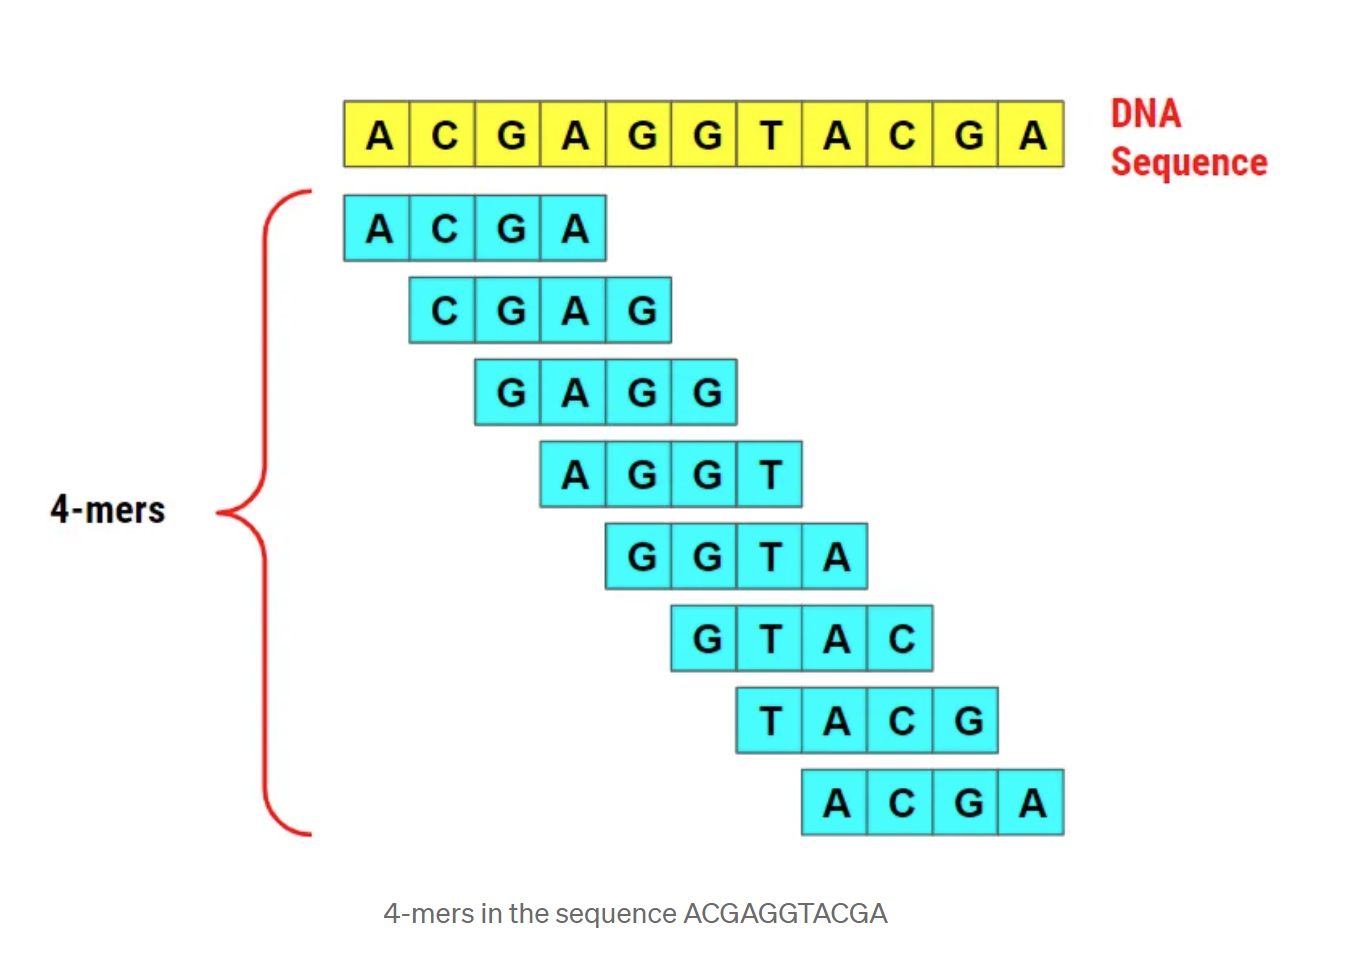 A C G A G G T A C G A
DNA
Sequence
A C G A
C G A G
G A G G
A G G T
4-mers
G G T A
G T A C
T A C G
A C G A
4-mers in the sequence ACGAGGTACGA